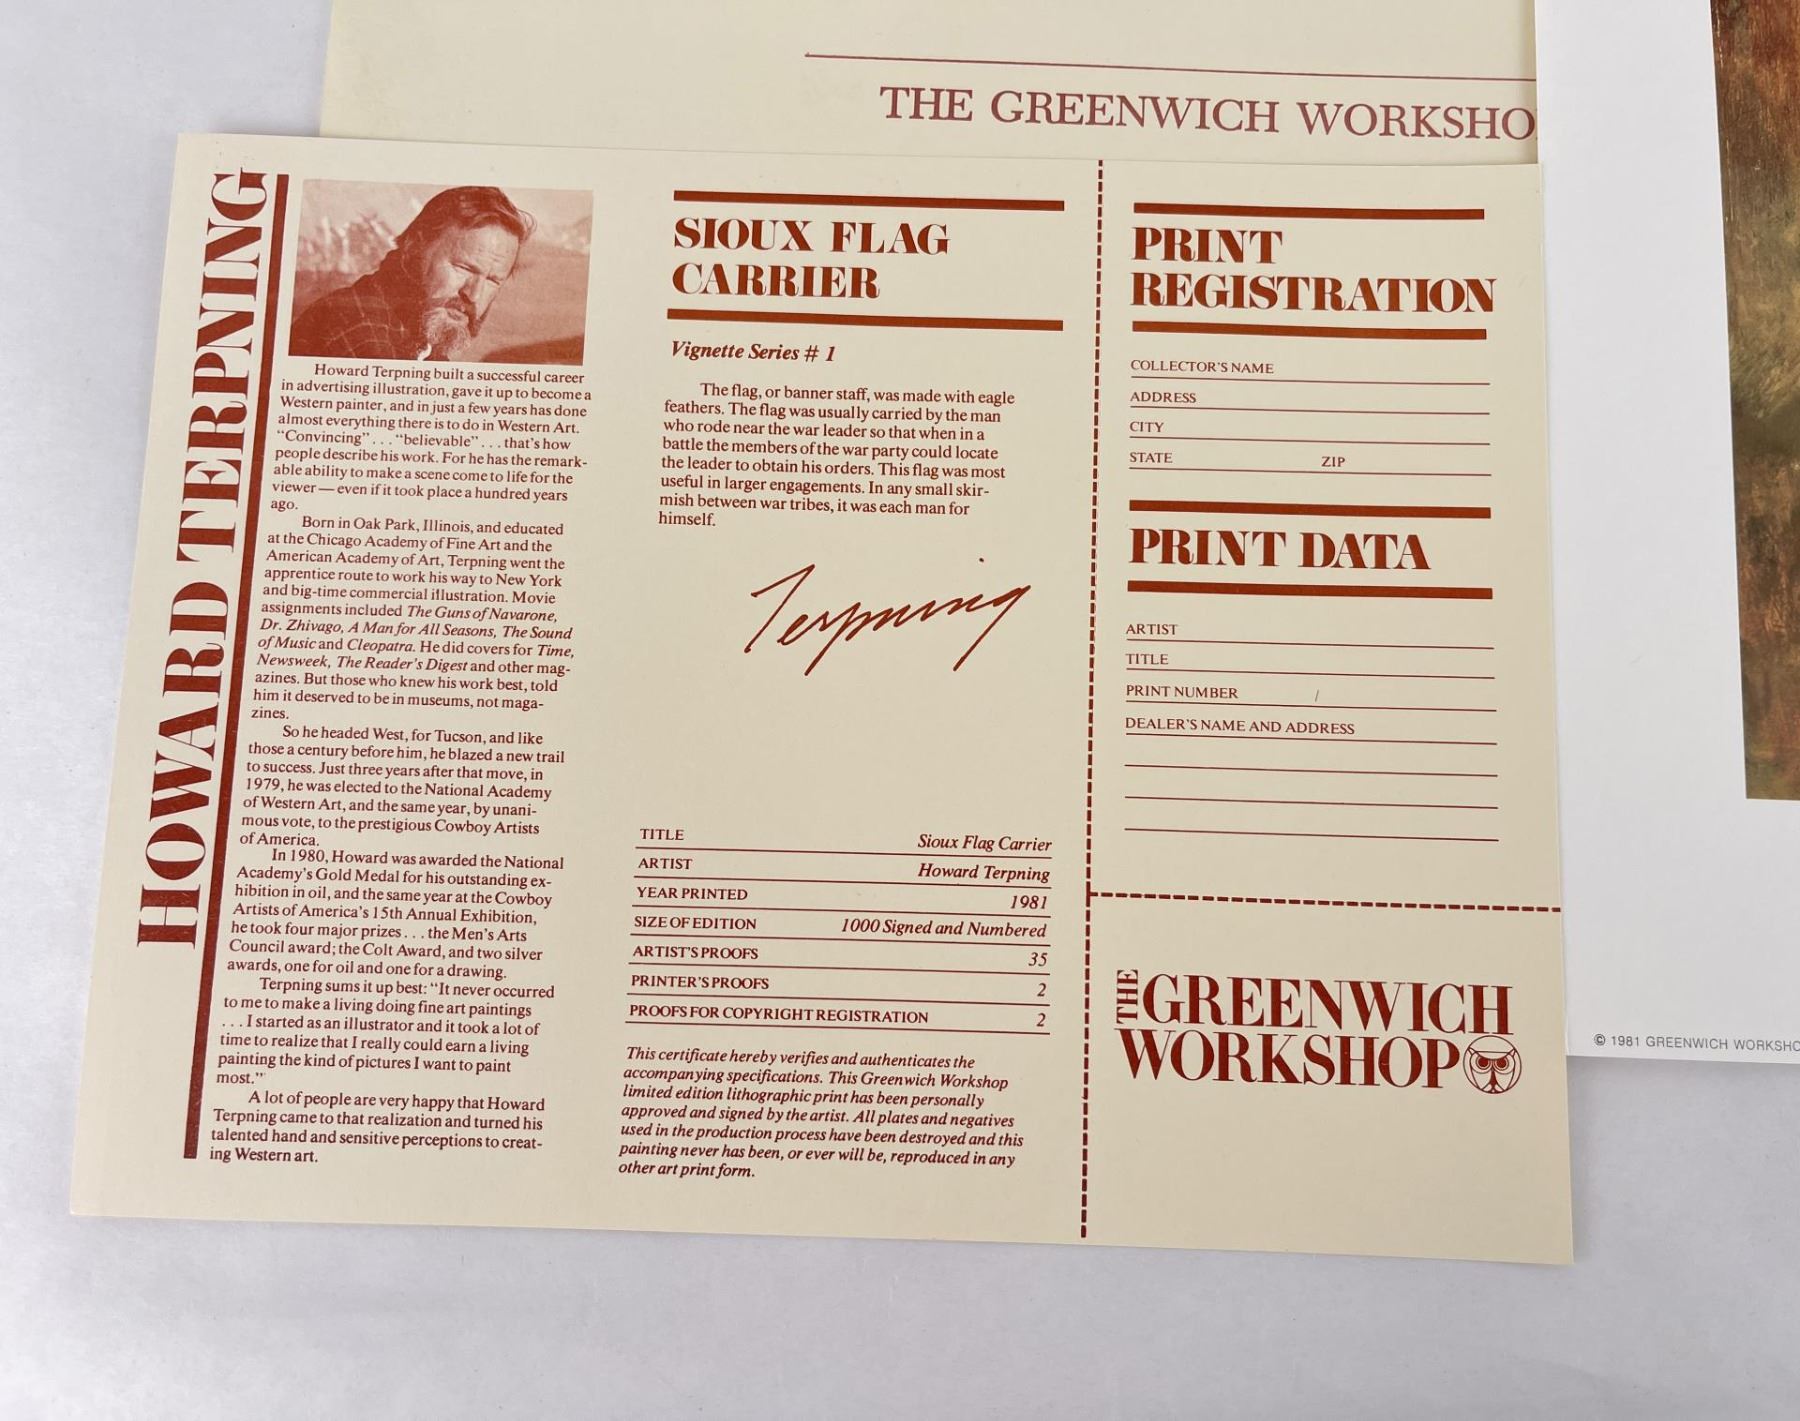 THE GREENWICH WORKSHO
HOWARD TERPNING
Howard Terpning built a successful career
in advertising illustration, gave it up to become a
Western painter, and in just a few years has done
almost everything there is to do in Western Art.
“Convincing” . . . “believable” . . . that's how
people describe his work. For he has the remark-
able ability to make a scene come to life for the
viewer — even if it took place a hundred years
ago.
Born in Oak Park, Illinois, and educated
at the Chicago Academy of Fine Art and the
American Academy of Art, Terpning went the
apprentice route to work his way to New York
and big-time commercial illustration. Movie
assignments included The Guns of Navarone,
Dr. Zhivago, A Man for All Seasons, The Sound
of Music and Cleopatra. He did covers for Time,
Newsweek, The Reader's Digest and other mag-
azines. But those who knew his work best, told
him it deserved to be in museums, not maga-
zines.
So he headed West, for Tucson, and like
those a century before him, he blazed a new trail
to success. Just three years after that move, in
1979, he was elected to the National Academy
of Western Art, and the same year, by unani-
mous vote, to the prestigious Cowboy Artists
of America.
In 1980, Howard was awarded the National
Academy's Gold Medal for his outstanding ex-
hibition in oil, and the same year at the Cowboy
Artists of America's 15th Annual Exhibition,
he took four major prizes . . . the Men's Arts
Council award; the Colt Award, and two silver
awards, one for oil and one for a drawing.
Terpning sums it up best: “It never occurred
to me to make a living doing fine art paintings
. . . I started as an illustrator and it took a lot of
time to realize that I really could earn a living
painting the kind of pictures I want to paint
most.”
A lot of people are very happy that Howard
Terpning came to that realization and turned his
talented hand and sensitive perceptions to creat-
ing Western art.
SIOUX FLAG
CARRIER
Vignette Series # 1
The flag, or banner staff, was made with eagle
feathers. The flag was usually carried by the man
who rode near the war leader so that when in a
battle the members of the war party could locate
the leader to obtain his orders. This flag was most
useful in larger engagements. In any small skir-
mish between war tribes, it was each man for
himself.
Terpning
TITLE Sioux Flag Carrier
ARTIST Howard Terpning
YEAR PRINTED 1981
SIZE OF EDITION 1000 Signed and Numbered
ARTIST'S PROOFS 35
PRINTER'S PROOFS 2
PROOFS FOR COPYRIGHT REGISTRATION 2
This certificate hereby verifies and authenticates the
accompanying specifications. This Greenwich Workshop
limited edition lithographic print has been personally
approved and signed by the artist. All plates and negatives
used in the production process have been destroyed and this
painting never has been, or ever will be, reproduced in any
other art print form.
PRINT
REGISTRATION
COLLECTOR'S NAME
ADDRESS
CITY
STATE ZIP
PRINT DATA
ARTIST
TITLE
PRINT NUMBER /
DEALER'S NAME AND ADDRESS
THE GREENWICH
WORKSHOP
© 1981 GREENWICH WORKSHO